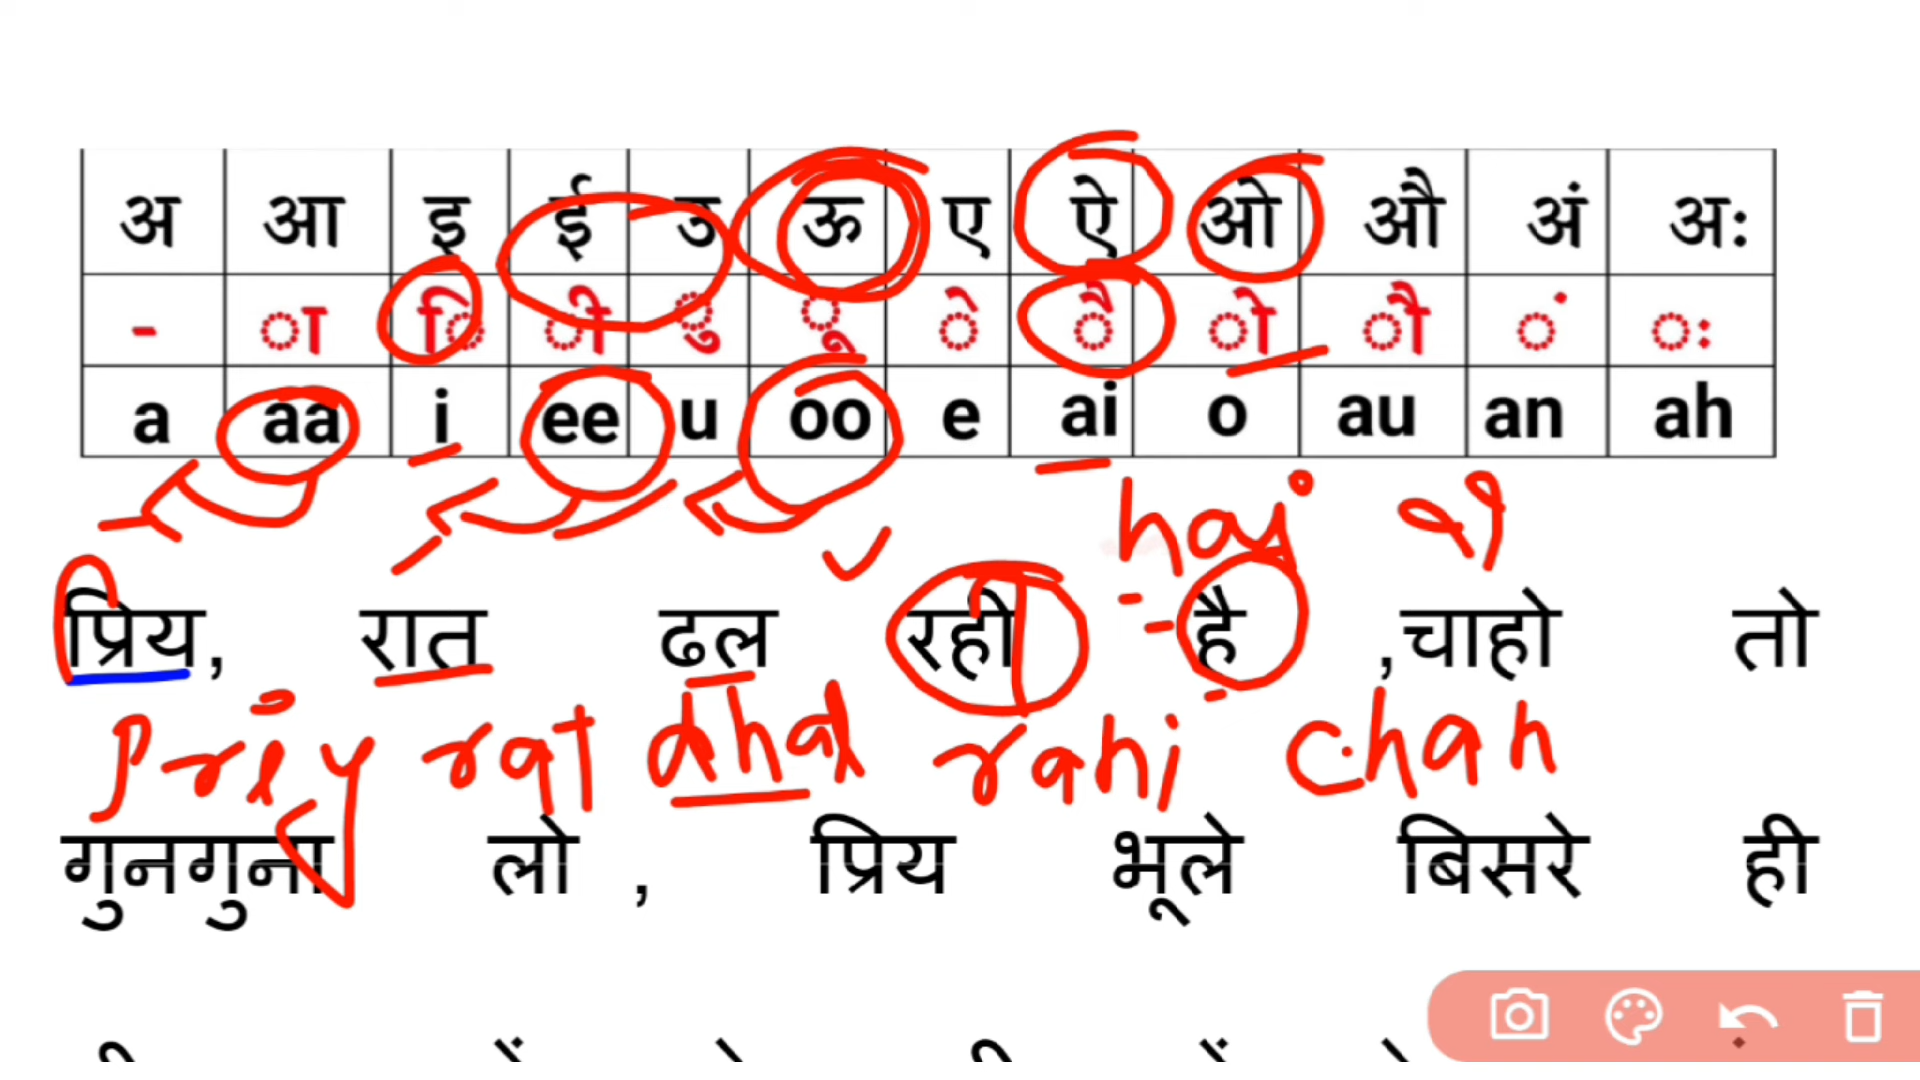 अ आ इ ई उ ऊ ए ऐ ओ औ अं अः
- ा ि ी ु ू े ै ो ौ ं ः
a aa i ee u oo e ai o au an ah
hai ओ
प्रिय, रात ढल रही है ,चाहो तो
priy rat dhal rahi chah
गुनगुना लो , प्रिय भूले बिसरे ही